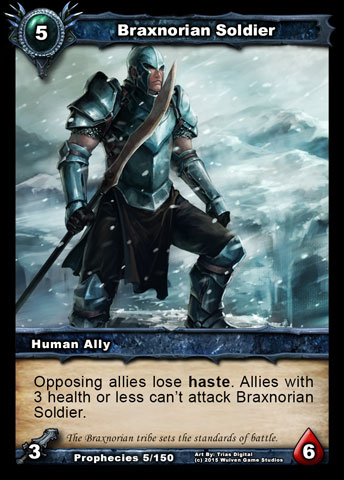 5
Braxnorian Soldier
Human Ally
Opposing allies lose haste. Allies with
3 health or less can't attack Braxnorian
Soldier.
The Braxnorian tribe sets the standards of battle.
3
Prophecies 5/150
Art By: Trias Digital
(c) 2015 Wulven Game Studios
6